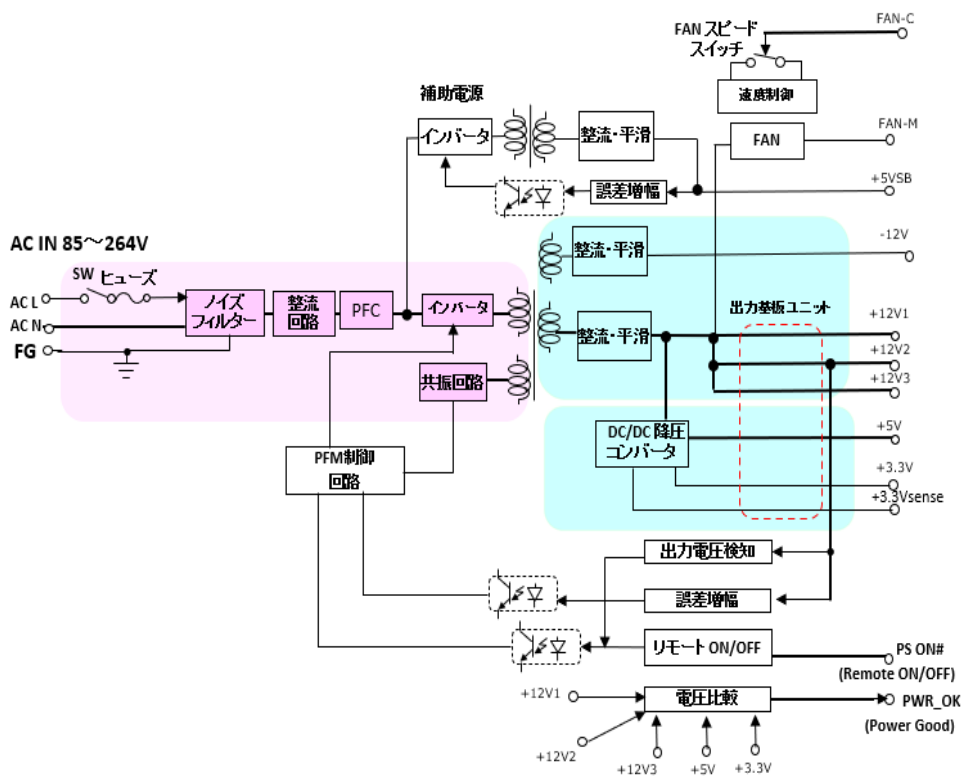 FAN-C
FAN スピード
スイッチ
速度制御
補助電源
インバータ
整流・平滑
FAN
FAN-M
誤差増幅
+5VSB
AC IN 85～264V
整流・平滑
-12V
SW
ヒューズ
AC L
AC N
FG
ノイズ
フィルター
整流
回路
PFC
インバータ
整流・平滑
出力基板ユニット
+12V1
+12V2
+12V3
共振回路
DC/DC 降圧
コンバータ
+5V
+3.3V
+3.3Vsense
PFM制御
回路
出力電圧検知
誤差増幅
リモート ON/OFF
PS ON#
(Remote ON/OFF)
+12V1
電圧比較
PWR_OK
(Power Good)
+12V2
+12V3
+5V
+3.3V